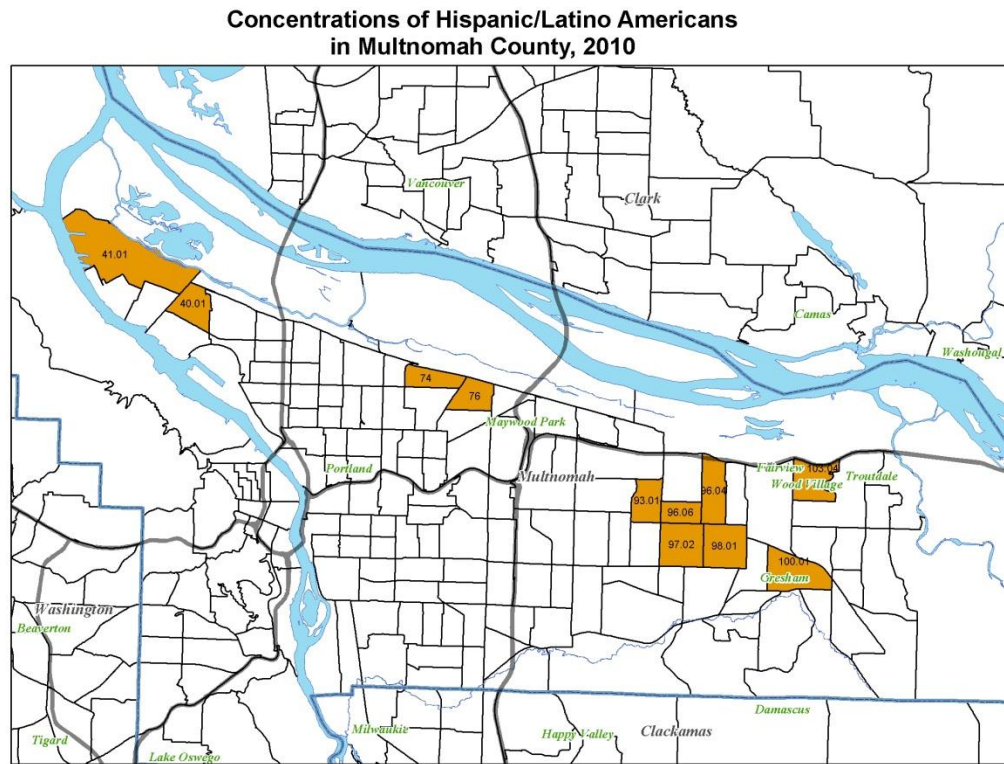 Concentrations of Hispanic/Latino Americans
in Multnomah County, 2010
Vancouver
Clark
41.01
40.01
Camas
Washougal
74
76
Maywood Park
Portland
Multnomah
Fairview
103.04
Wood Village
Troutdale
93.01
96.04
96.06
97.02
98.01
100.01
Gresham
Washington
Beaverton
Damascus
Milwaukie
Happy Valley
Clackamas
Tigard
Lake Oswego